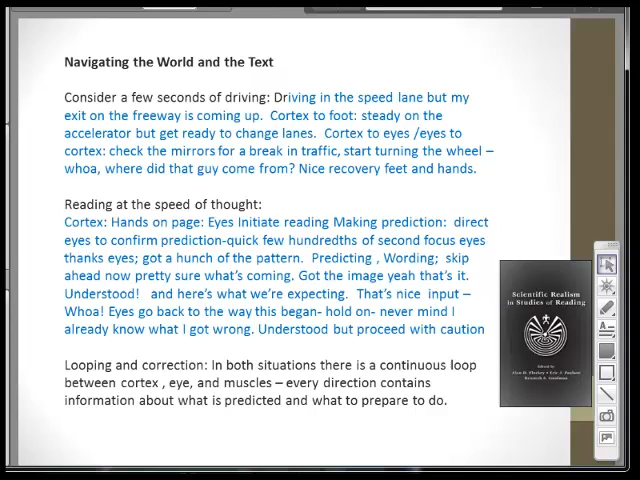 Navigating the World and the Text
Consider a few seconds of driving: Driving in the speed lane but my
exit on the freeway is coming up.  Cortex to foot: steady on the
accelerator but get ready to change lanes.  Cortex to eyes /eyes to
cortex: check the mirrors for a break in traffic, start turning the wheel –
whoa, where did that guy come from? Nice recovery feet and hands.
Reading at the speed of thought:
Cortex: Hands on page: Eyes Initiate reading Making prediction:  direct
eyes to confirm prediction-quick few hundredths of second focus eyes
thanks eyes; got a hunch of the pattern.  Predicting , Wording;  skip
ahead now pretty sure what's coming. Got the image yeah that's it.
Understood!   and here's what we're expecting.  That's nice  input –
Whoa! Eyes go back to the way this began- hold on- never mind I
already know what I got wrong. Understood but proceed with caution
Looping and correction: In both situations there is a continuous loop
between cortex , eye, and muscles – every direction contains
information about what is predicted and what to prepare to do.
Scientific Realism
in Studies of Reading
Edited by
Alan D. Flurkey • Eric J. Paulson
Kenneth S. Goodman